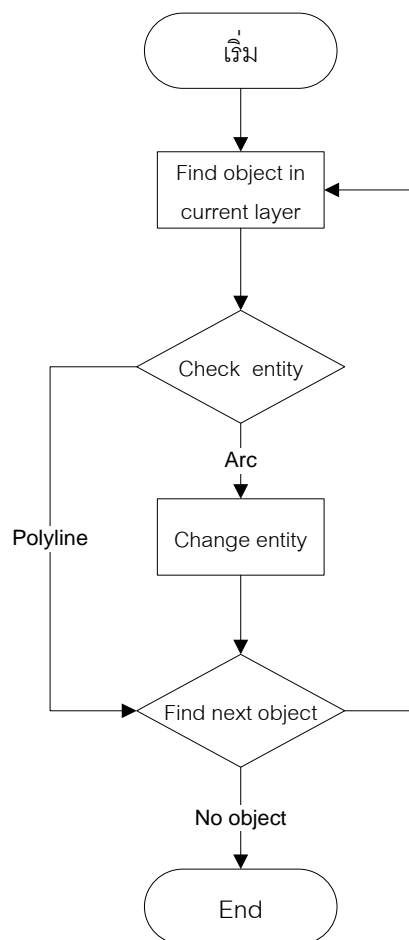 เริ่ม
Find object in
current layer
Check entity
Arc
Polyline
Change entity
Find next object
No object
End